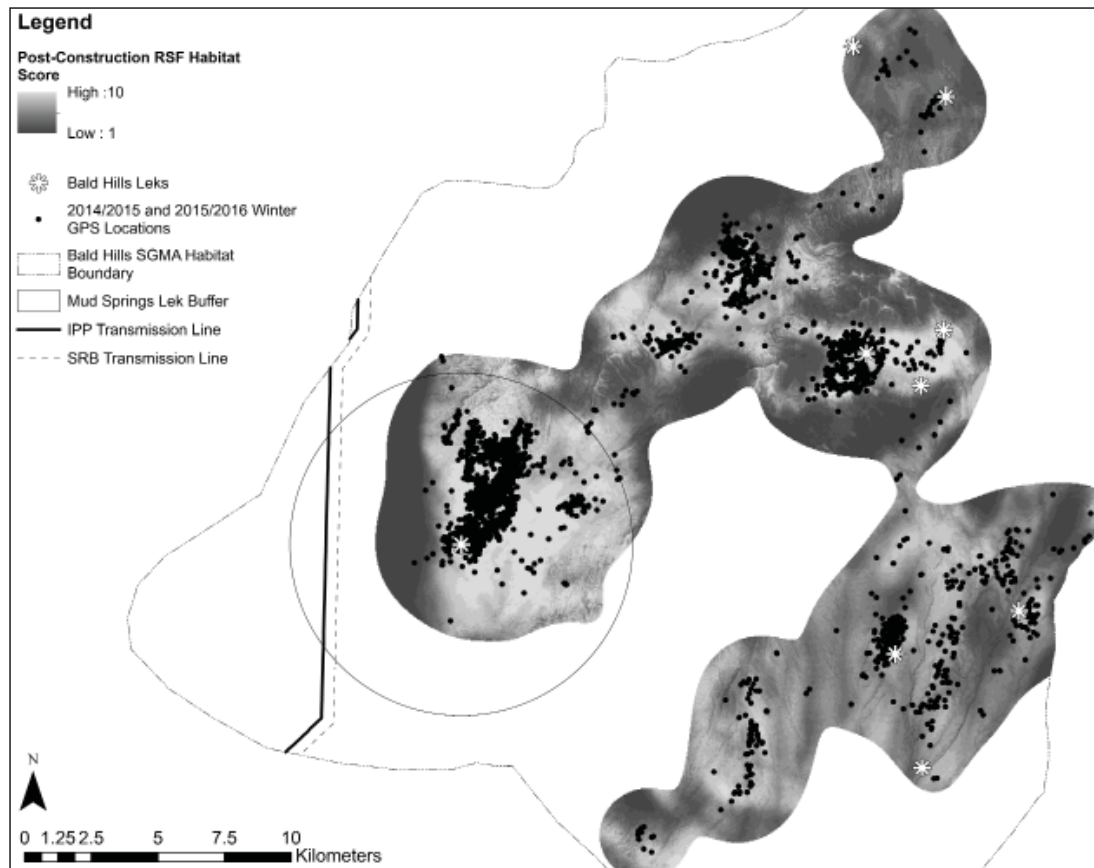 Legend
Post-Construction RSF Habitat
Score
High :10
Low : 1
Bald Hills Leks
2014/2015 and 2015/2016 Winter
GPS Locations
Bald Hills SGMA Habitat
Boundary
Mud Springs Lek Buffer
IPP Transmission Line
SRB Transmission Line
N
0 1.25 2.5 5 7.5 10
Kilometers